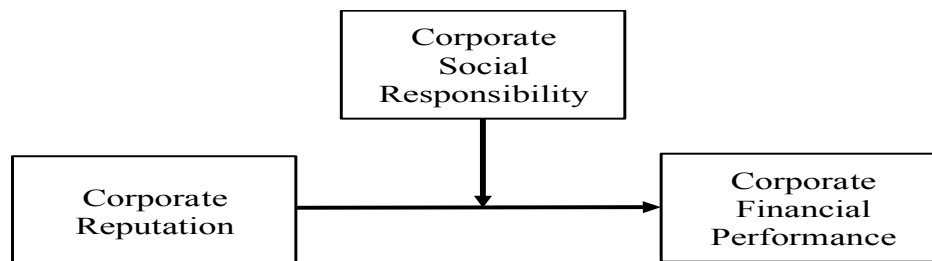 Corporate
Social
Responsibility
Corporate
Reputation
Corporate
Financial
Performance